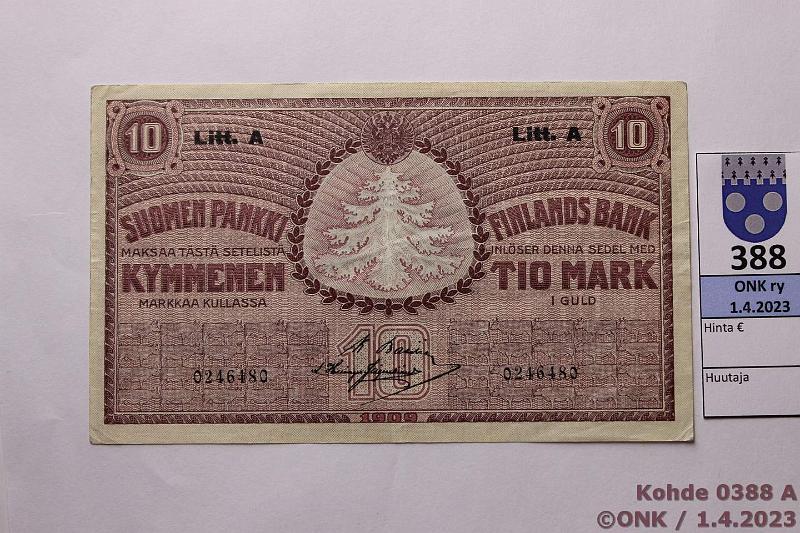 10 Litt. A Litt. A 10
SUOMEN PANKKI
MAKSAA TÄSTÄ SETELISTÄ
KYMMENEN
MARKKAA KULLASSA
FINLANDS BANK
INLÖSER DENNA SEDEL MED
TIO MARK
I GULD
10
0246480
0246480
1909
388
ONK ry
1.4.2023
Hinta €
Huutaja
Kohde 0388 A
©ONK / 1.4.2023